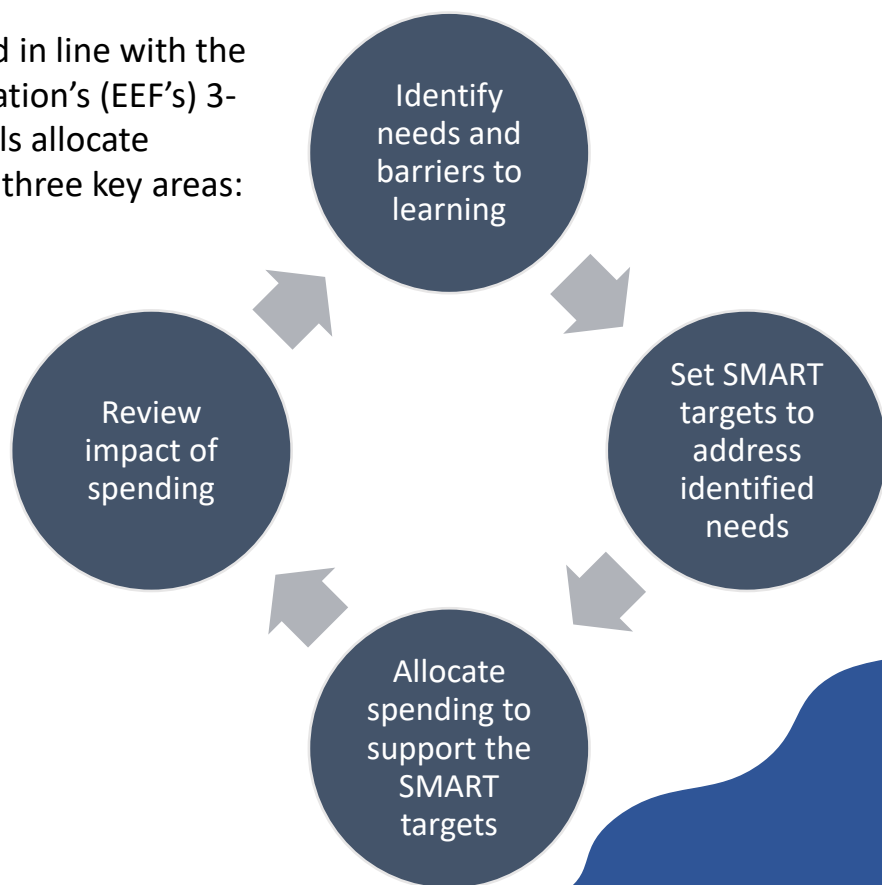 d in line with the
ation’s (EEF’s) 3-
ls allocate
three key areas:
Identify
needs and
barriers to
learning
Set SMART
targets to
address
identified
needs
Allocate
spending to
support the
SMART
targets
Review
impact of
spending